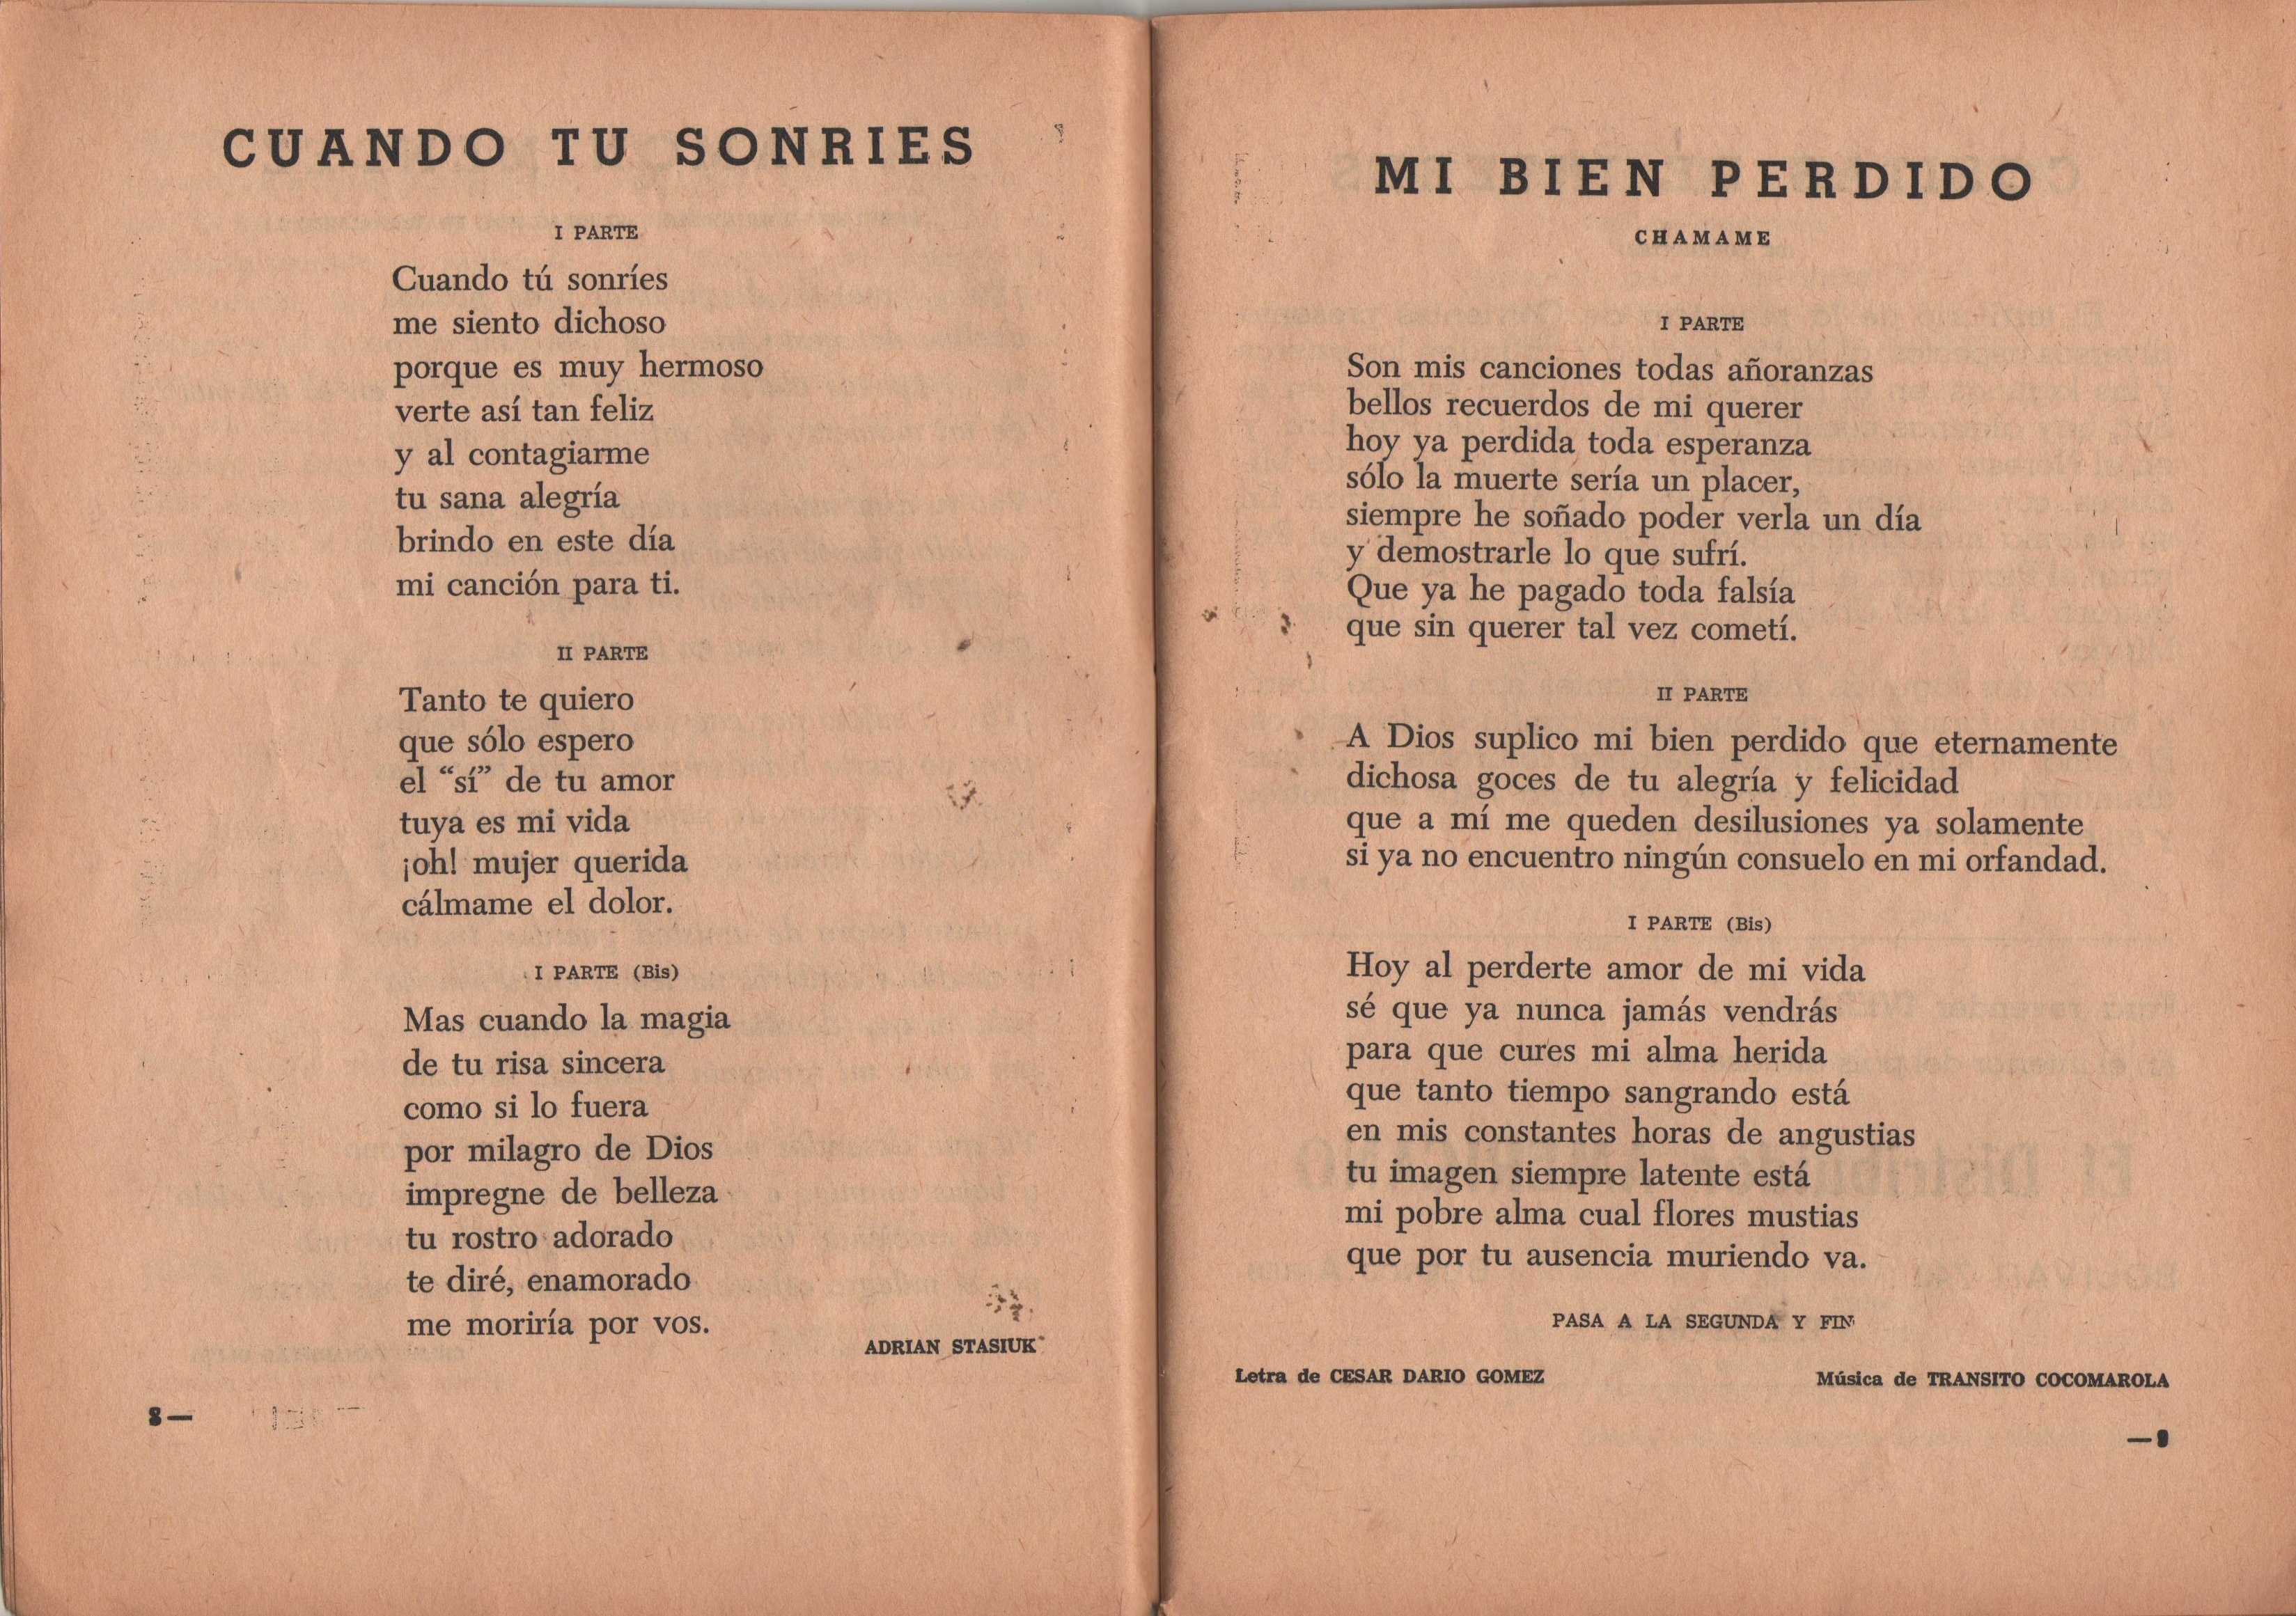 CUANDO TU SONRIES
I PARTE
Cuando tú sonríes
me siento dichoso
porque es muy hermoso
verte así tan feliz
y al contagiarme
tu sana alegría
brindo en este día
mi canción para ti.
II PARTE
Tanto te quiero
que sólo espero
el “sí” de tu amor
tuya es mi vida
¡oh! mujer querida
cálmame el dolor.
I PARTE (Bis)
Mas cuando la magia
de tu risa sincera
como si lo fuera
por milagro de Dios
impregne de belleza
tu rostro adorado
te diré, enamorado
me moriría por vos.
ADRIAN STASIUK
8—
MI BIEN PERDIDO
CHAMAME
I PARTE
Son mis canciones todas añoranzas
bellos recuerdos de mi querer
hoy ya perdida toda esperanza
sólo la muerte sería un placer,
siempre he soñado poder verla un día
y demostrarle lo que sufrí.
Que ya he pagado toda falsía
que sin querer tal vez cometí.
II PARTE
A Dios suplico mi bien perdido que eternamente
dichosa goces de tu alegría y felicidad
que a mí me queden desilusiones ya solamente
si ya no encuentro ningún consuelo en mi orfandad.
I PARTE (Bis)
Hoy al perderte amor de mi vida
sé que ya nunca jamás vendrás
para que cures mi alma herida
que tanto tiempo sangrando está
en mis constantes horas de angustias
tu imagen siempre latente está
mi pobre alma cual flores mustias
que por tu ausencia muriendo va.
PASA A LA SEGUNDA Y FIN
Letra de CESAR DARIO GOMEZ
Música de TRANSITO COCOMAROLA
—9